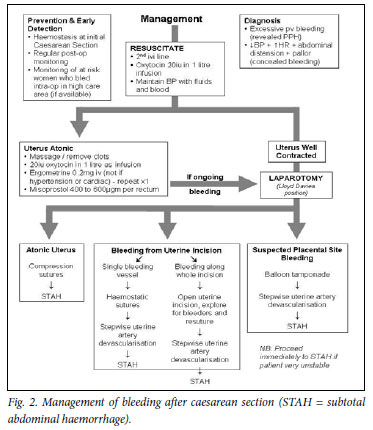 Management
Prevention & Early
Detection
• Haemostasis at initial
Caesarean Section
• Regular post-op
monitoring
• Monitoring of at risk
women who bled
intra-op in high care
area (if available)
RESUSCITATE
• 2nd ivi line
• Oxytocin 20iu in 1 litre
infusion
• Maintain BP with fluids
and blood
Diagnosis
• Excessive pv bleeding
(revealed PPH)
• ↓BP + ↑HR + abdominal
distension + pallor
(concealed bleeding)
Uterus Atonic
• Massage / remove clots
• 20iu oxytocin in 1 litre as infusion
• Ergometrine 0.2mg iv (not if
hypertension or cardiac) - repeat x1
• Misoprostol 400 to 600µgm per rectum
If ongoing
bleeding
Uterus Well
Contracted
LAPAROTOMY
(Lloyd Davies
position)
Atonic Uterus
Compression
sutures
↓
STAH
Bleeding from Uterine Incision
Single bleeding
vessel
↓
Haemostatic
sutures
↓
Stepwise uterine
artery
devascularisation
↓
STAH
Bleeding along
whole incision
↓
Open uterine
incision, explore
for bleeders and
resuture
↓
Stepwise uterine
artery
devascularisation
↓
STAH
Suspected Placental Site
Bleeding
Balloon tamponade
↓
Stepwise uterine artery
devascularisation
↓
STAH
NB: Proceed
immediately to STAH if
patient very unstable
Fig. 2. Management of bleeding after caesarean section (STAH = subtotal
abdominal haemorrhage).